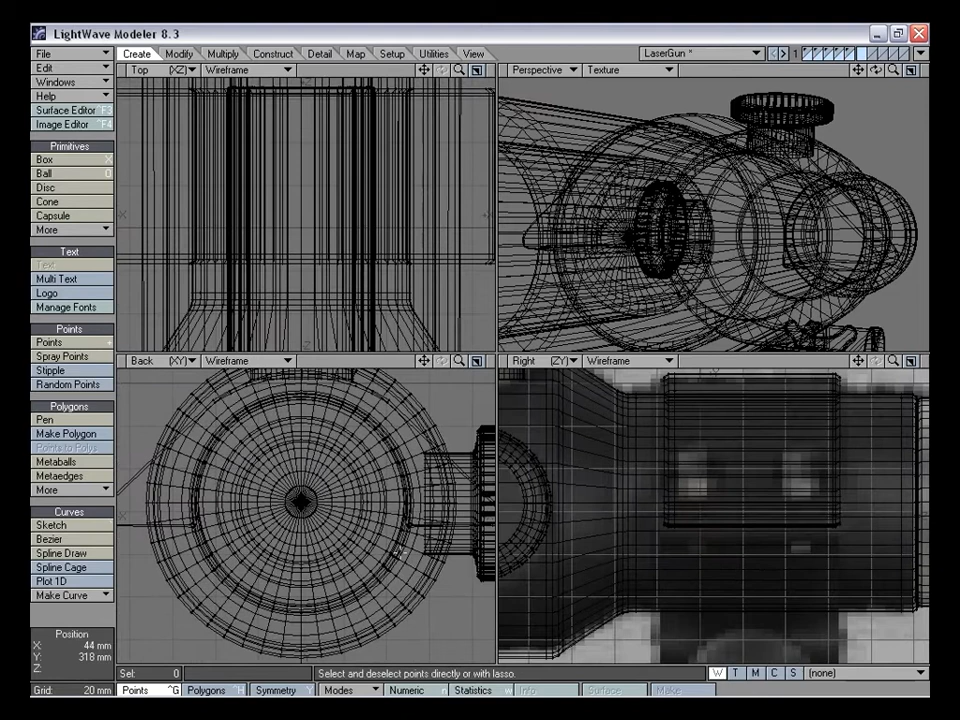 LightWave Modeler 8.3
File
Create Modify Multiply Construct Detail Map Setup Utilities View LaserGun * 1
Edit
Top (XZ) Wireframe Perspective Texture
Windows
Help
Surface Editor ^F3
Image Editor ^F4
Primitives
Box X
Ball O
Disc
Cone
Capsule
More
Text
Text
Multi Text
Logo
Manage Fonts
Points
Points +
Spray Points
Back (XY) Wireframe Right (ZY) Wireframe
Stipple
Random Points
Polygons
Pen
Make Polygon
Points to Polys
Metaballs
Metaedges
More
Curves
Sketch
Bezier
Spline Draw
Spline Cage
Plot 1D
Make Curve
Position
X: 44 mm
Y: 318 mm
Z:
Sel: 0 Select and deselect points directly or with lasso. W T M C S (none)
Grid: 20 mm Points ^G Polygons ^H Symmetry Y Modes Numeric n Statistics w Info i Surface q Make